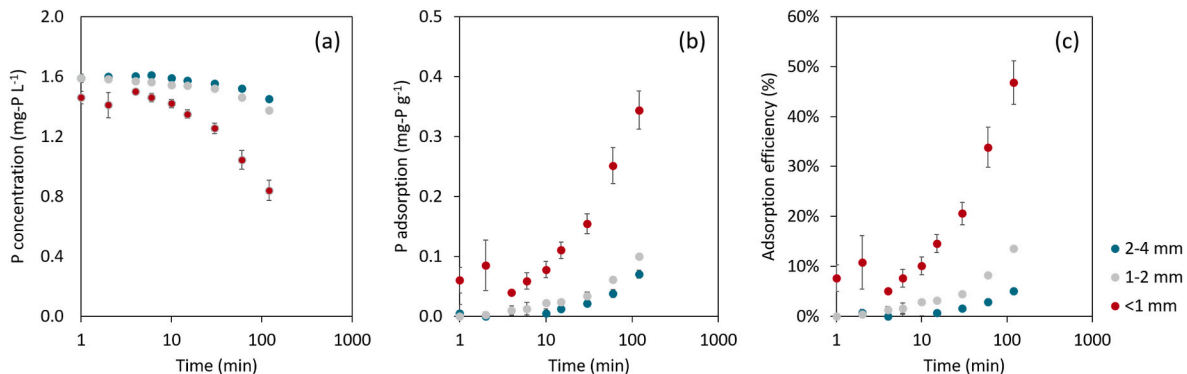 (a)
P concentration (mg-P L⁻¹)
2.0
1.6
1.2
0.8
0.4
0.0
1 10 100 1000
Time (min)
(b)
P adsorption (mg-P g⁻¹)
0.5
0.4
0.3
0.2
0.1
0.0
1 10 100 1000
Time (min)
(c)
Adsorption efficiency (%)
60%
50%
40%
30%
20%
10%
0%
1 10 100 1000
Time (min)
2-4 mm
1-2 mm
<1 mm